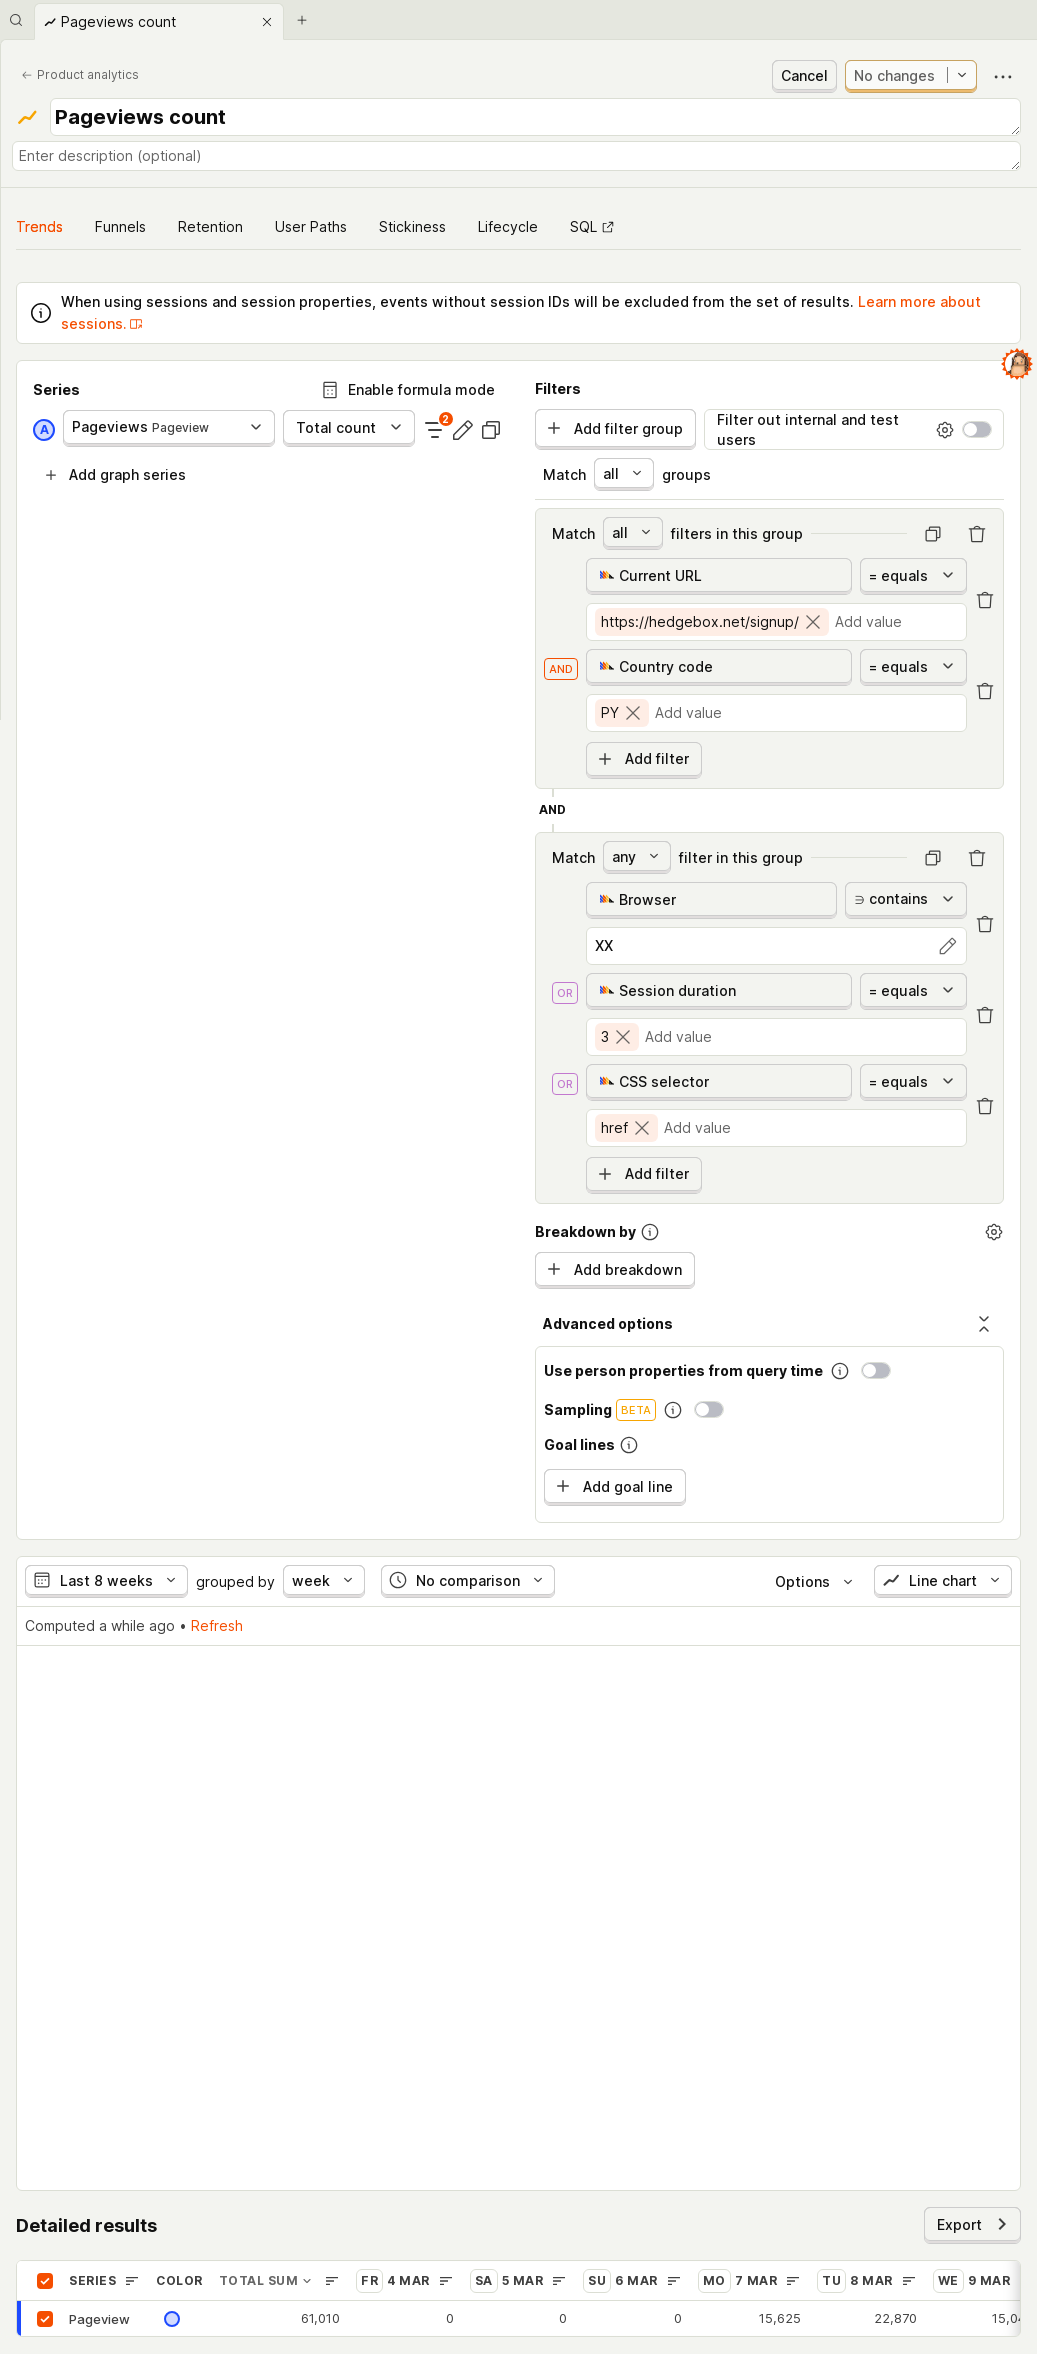 Pageviews count
Product analytics
Cancel
No changes
Pageviews count
Enter description (optional)
Trends
Funnels
Retention
User Paths
Stickiness
Lifecycle
SQL
When using sessions and session properties, events without session IDs will be excluded from the set of results. Learn more about
sessions.
Series
Enable formula mode
A
Pageviews Pageview
Total count
2
Add graph series
Filters
Add filter group
Filter out internal and test
users
Match all groups
Match all filters in this group
Current URL
= equals
https://hedgebox.net/signup/
Add value
AND
Country code
= equals
PY
Add value
Add filter
AND
Match any filter in this group
Browser
∋ contains
XX
OR
Session duration
= equals
3
Add value
OR
CSS selector
= equals
href
Add value
Add filter
Breakdown by
Add breakdown
Advanced options
Use person properties from query time
Sampling BETA
Goal lines
Add goal line
Last 8 weeks
grouped by
week
No comparison
Options
Line chart
Computed a while ago • Refresh
Detailed results
Export
SERIES COLOR TOTAL SUM FR 4 MAR SA 5 MAR SU 6 MAR MO 7 MAR TU 8 MAR WE 9 MAR
Pageview 61,010 0 0 0 15,625 22,870